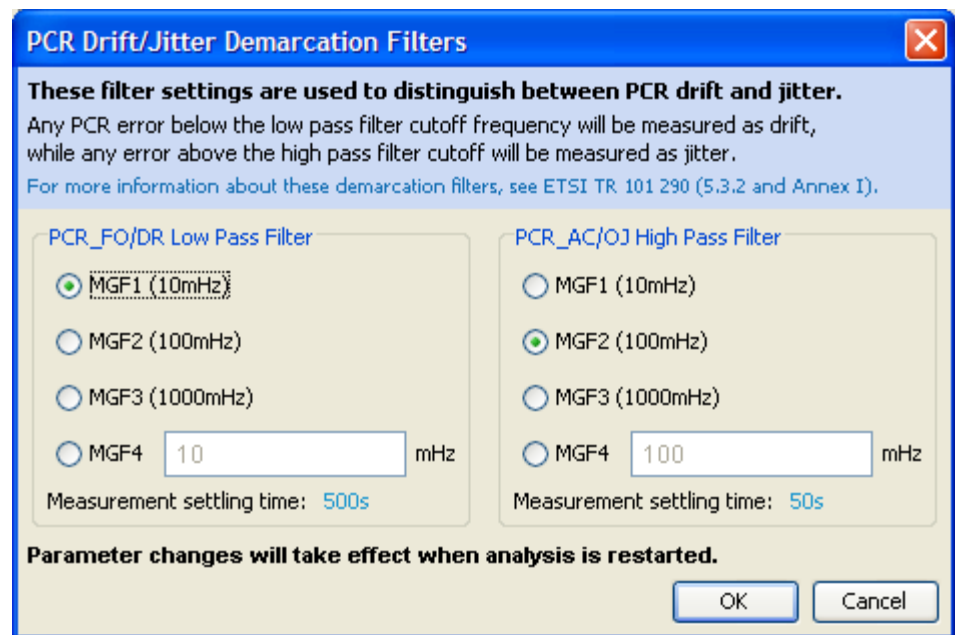 PCR Drift/Jitter Demarcation Filters
These filter settings are used to distinguish between PCR drift and jitter.
Any PCR error below the low pass filter cutoff frequency will be measured as drift,
while any error above the high pass filter cutoff will be measured as jitter.
For more information about these demarcation filters, see ETSI TR 101 290 (5.3.2 and Annex I).
PCR_FO/DR Low Pass Filter
MGF1 (10mHz)
MGF2 (100mHz)
MGF3 (1000mHz)
MGF4 10 mHz
Measurement settling time: 500s
PCR_AC/OJ High Pass Filter
MGF1 (10mHz)
MGF2 (100mHz)
MGF3 (1000mHz)
MGF4 100 mHz
Measurement settling time: 50s
Parameter changes will take effect when analysis is restarted.
OK Cancel